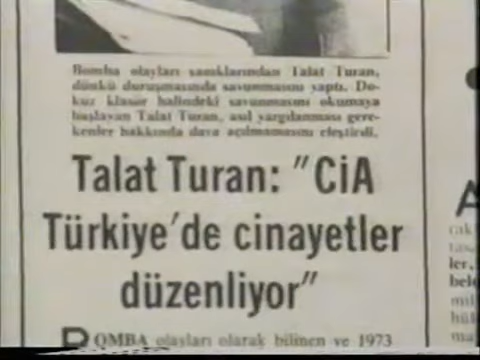 Bomba olayları sanıklarından Talat Turan,
dünkü duruşmasında savunmasını yaptı. Do-
kuz klasör halindeki savunmasını okumaya
başlayan Talat Turan, asıl yargılanması gere-
kenler hakkında dava açılmamasını eleştirdi.
Talat Turan: "CİA
Türkiye'de cinayetler
düzenliyor"
BOMBA olayları olarak bilinen ve 1973
A
ler,